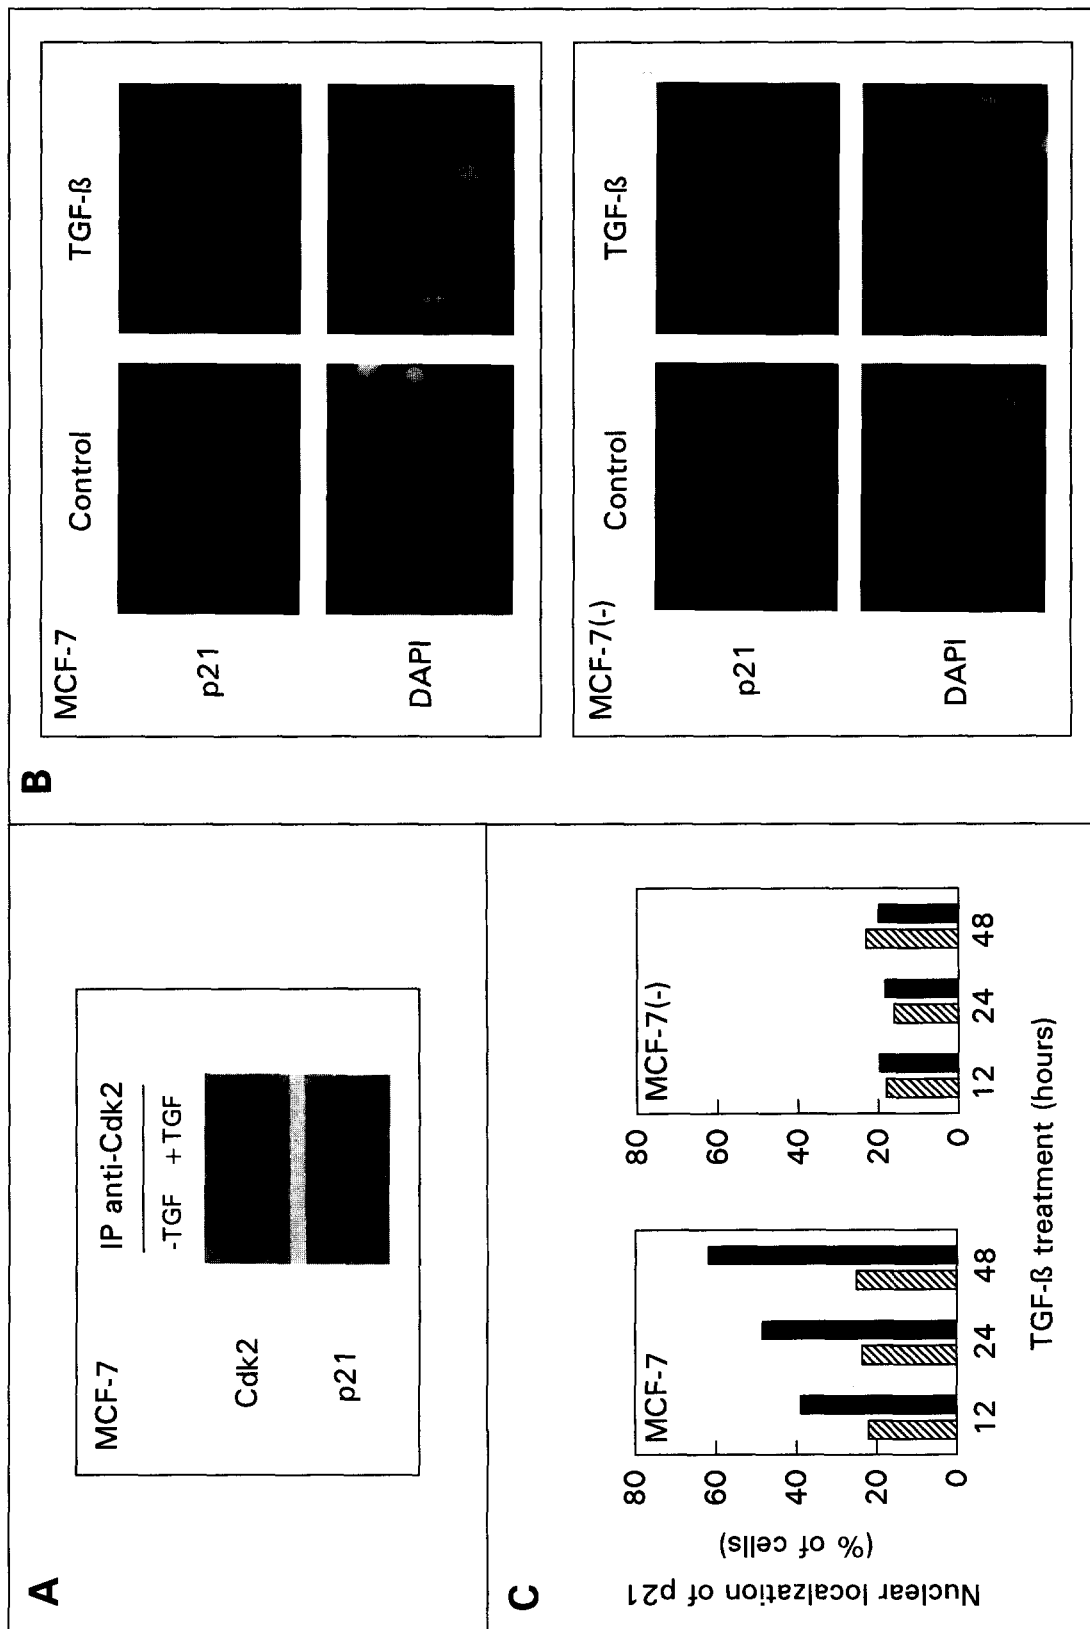 A
MCF-7
IP anti-Cdk2
-TGF +TGF
Cdk2
p21
B
MCF-7
Control TGF-ß
p21
DAPI
MCF-7(-)
Control TGF-ß
p21
DAPI
C
Nuclear localzation of p21
(% of cells)
MCF-7
80
60
40
20
0
12 24 48
MCF-7(-)
80
60
40
20
0
12 24 48
TGF-ß treatment (hours)